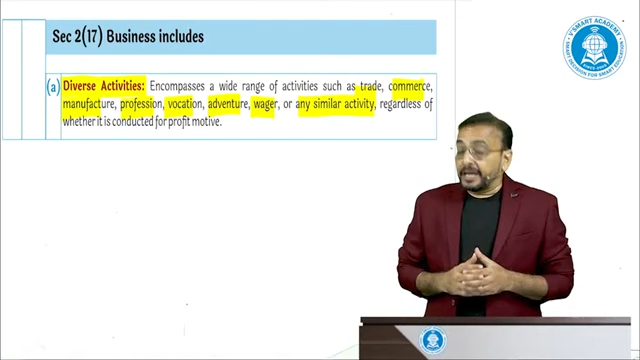 Sec 2(17) Business includes
V SMART ACADEMY
(a) Diverse Activities: Encompasses a wide range of activities such as trade, commerce,
manufacture, profession, vocation, adventure, wager, or any similar activity, regardless of
whether it is conducted for profit motive.